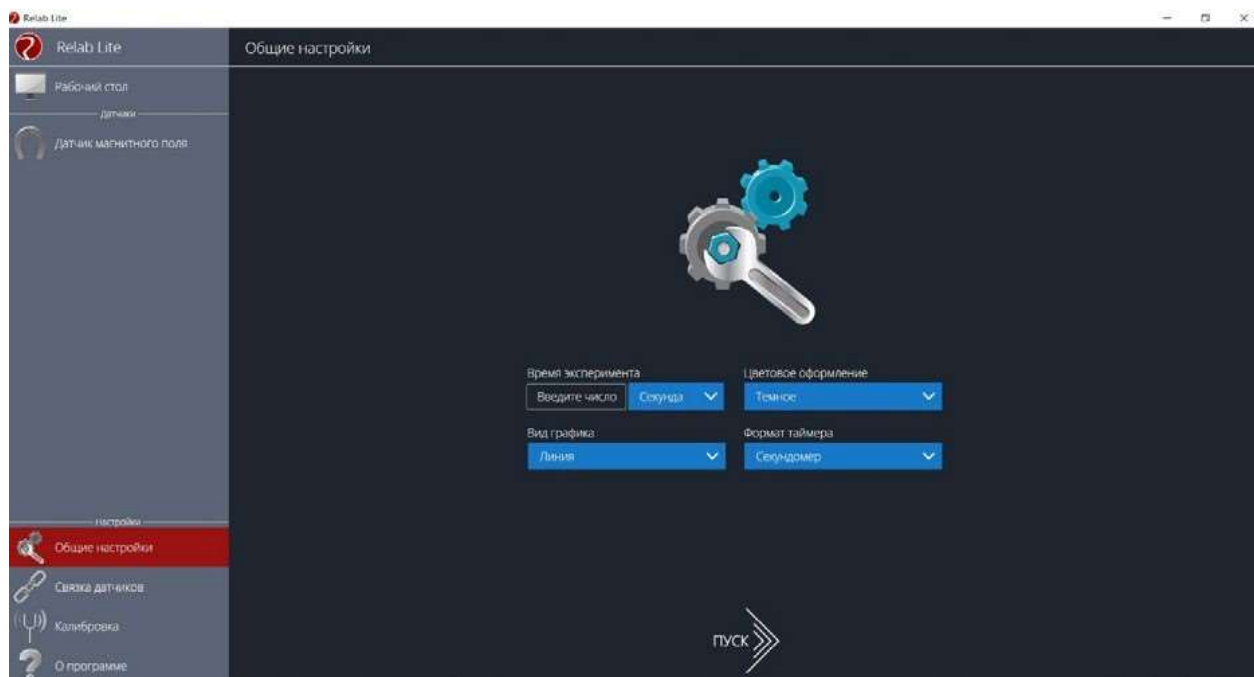 Relab Lite
Relab Lite
Общие настройки
Рабочий стол
Датчики
Датчик магнитного поля
Время эксперимента
Цветовое оформление
Введите число
Секунда
Темное
Вид графика
Формат таймера
Линия
Секундомер
Настройки
Общие настройки
Связка датчиков
Калибровка
О программе
ПУСК